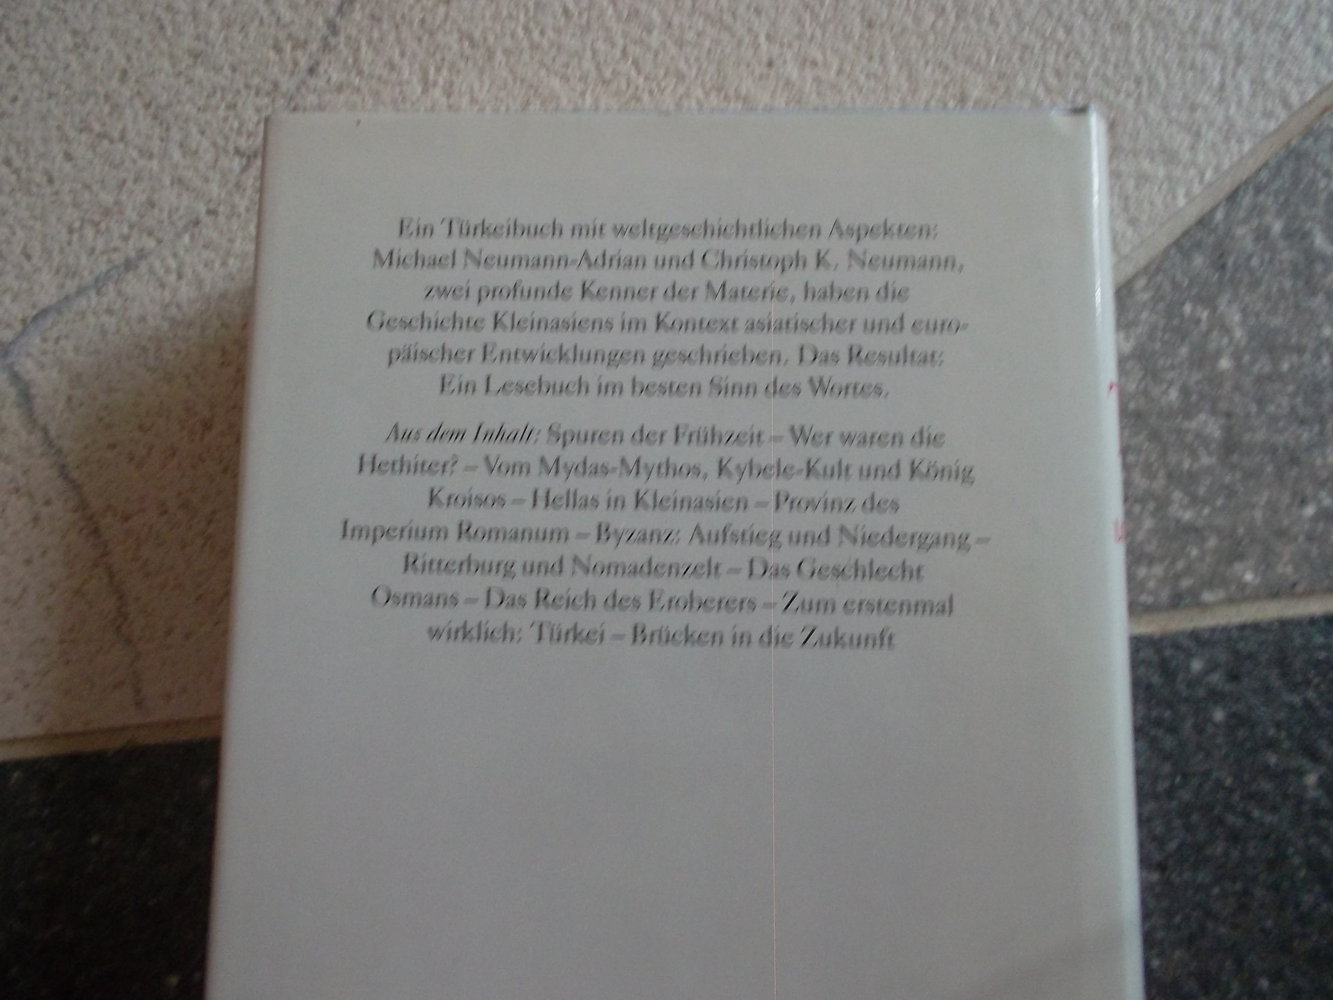 Ein Türkeibuch mit weltgeschichtlichen Aspekten:
Michael Neumann-Adrian und Christoph K. Neumann,
zwei profunde Kenner der Materie, haben die
Geschichte Kleinasiens im Kontext asiatischer und euro-
päischer Entwicklungen geschrieben. Das Resultat:
Ein Lesebuch im besten Sinn des Wortes.
Aus dem Inhalt: Spuren der Frühzeit – Wer waren die
Hethiter? – Vom Mydas-Mythos, Kybele-Kult und König
Kroisos – Hellas in Kleinasien – Provinz des
Imperium Romanum – Byzanz: Aufstieg und Niedergang –
Ritterburg und Nomadenzelt – Das Geschlecht
Osmans – Das Reich des Eroberers – Zum erstenmal
wirklich: Türkei – Brücken in die Zukunft